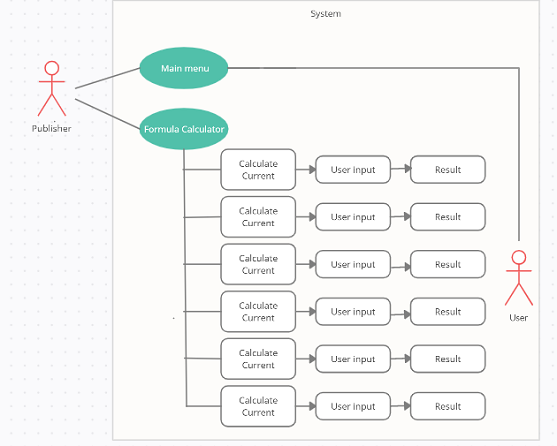 System
Main menu
Publisher
Formula Calculator
Calculate
Current
User input
Result
Calculate
Current
User input
Result
Calculate
Current
User input
Result
Calculate
Current
User input
Result
User
Calculate
Current
User input
Result
Calculate
Current
User input
Result